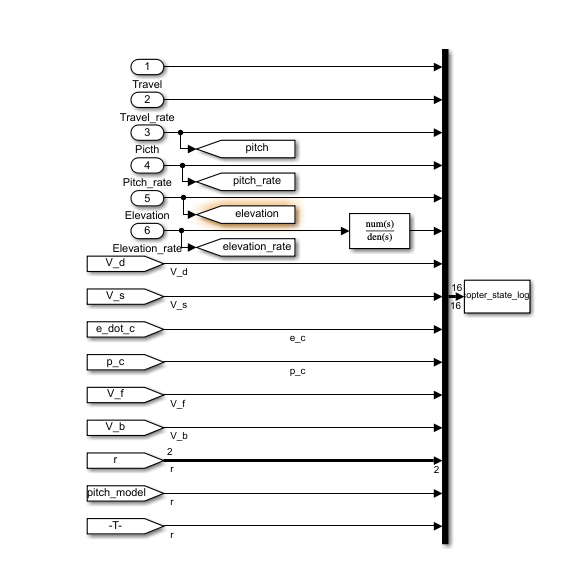 1
Travel
2
Travel_rate
3
Picth
pitch
4
Pitch_rate
pitch_rate
5
Elevation
elevation
6
Elevation_rate
elevation_rate
num(s)
den(s)
V_d
V_d
V_s
V_s
16
16
opter_state_log
e_dot_c
e_c
p_c
p_c
V_f
V_f
V_b
V_b
r
2
r
2
pitch_model
r
-T-
r